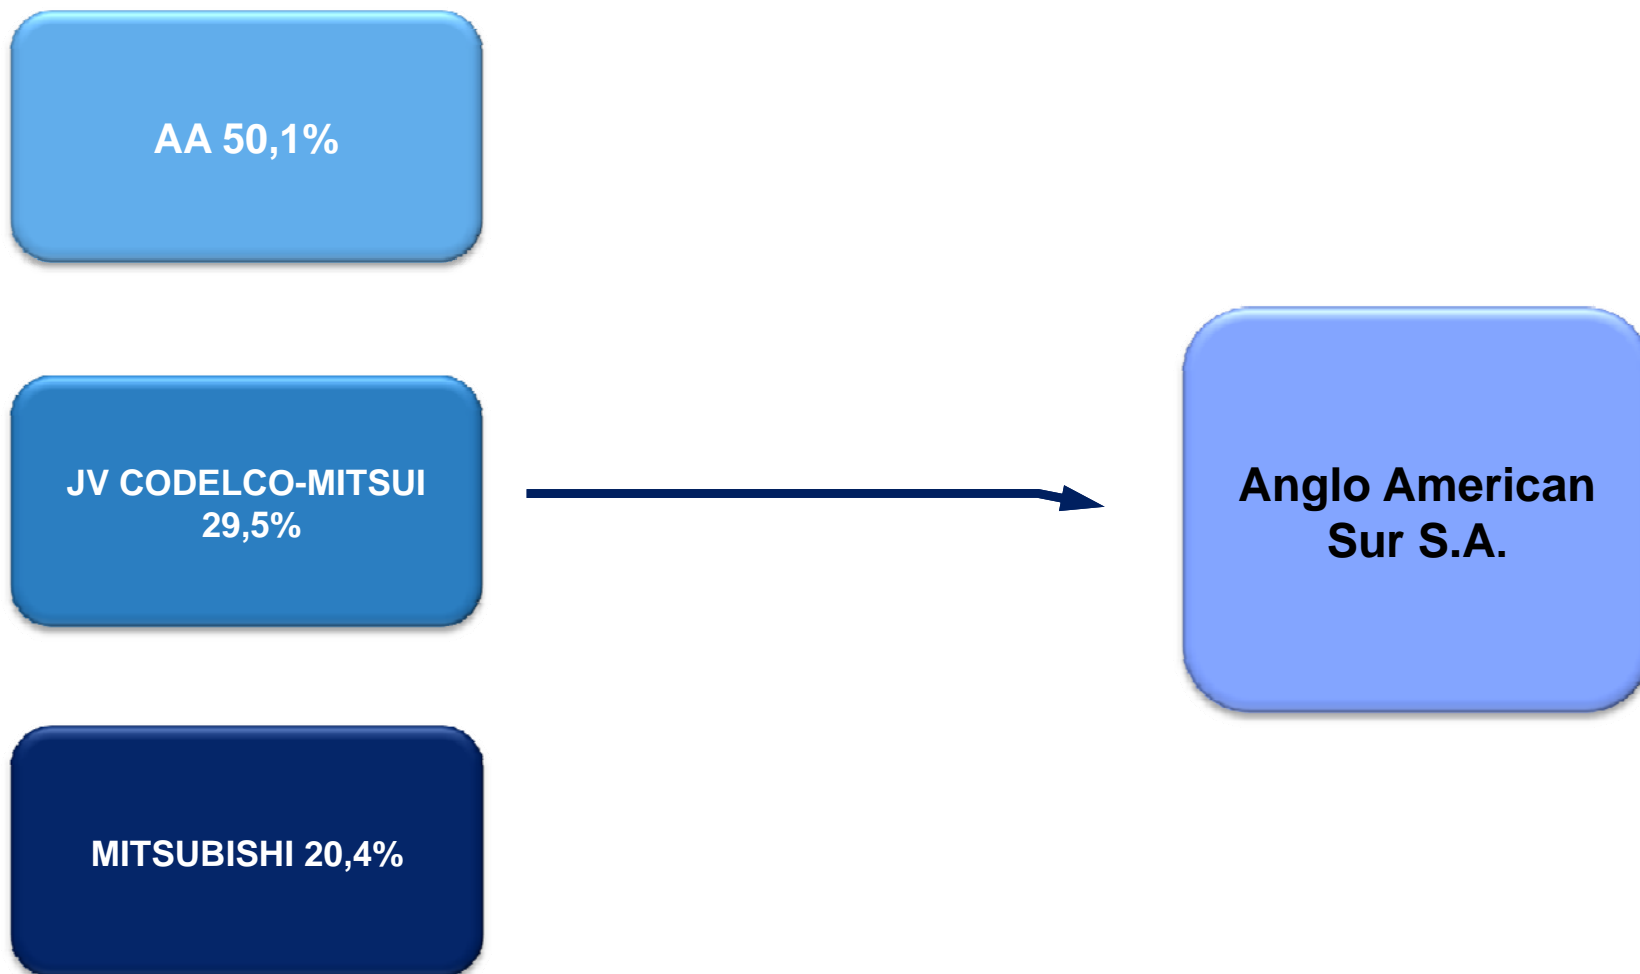 AA 50,1%
JV CODELCO-MITSUI
29,5%
Anglo American
Sur S.A.
MITSUBISHI 20,4%